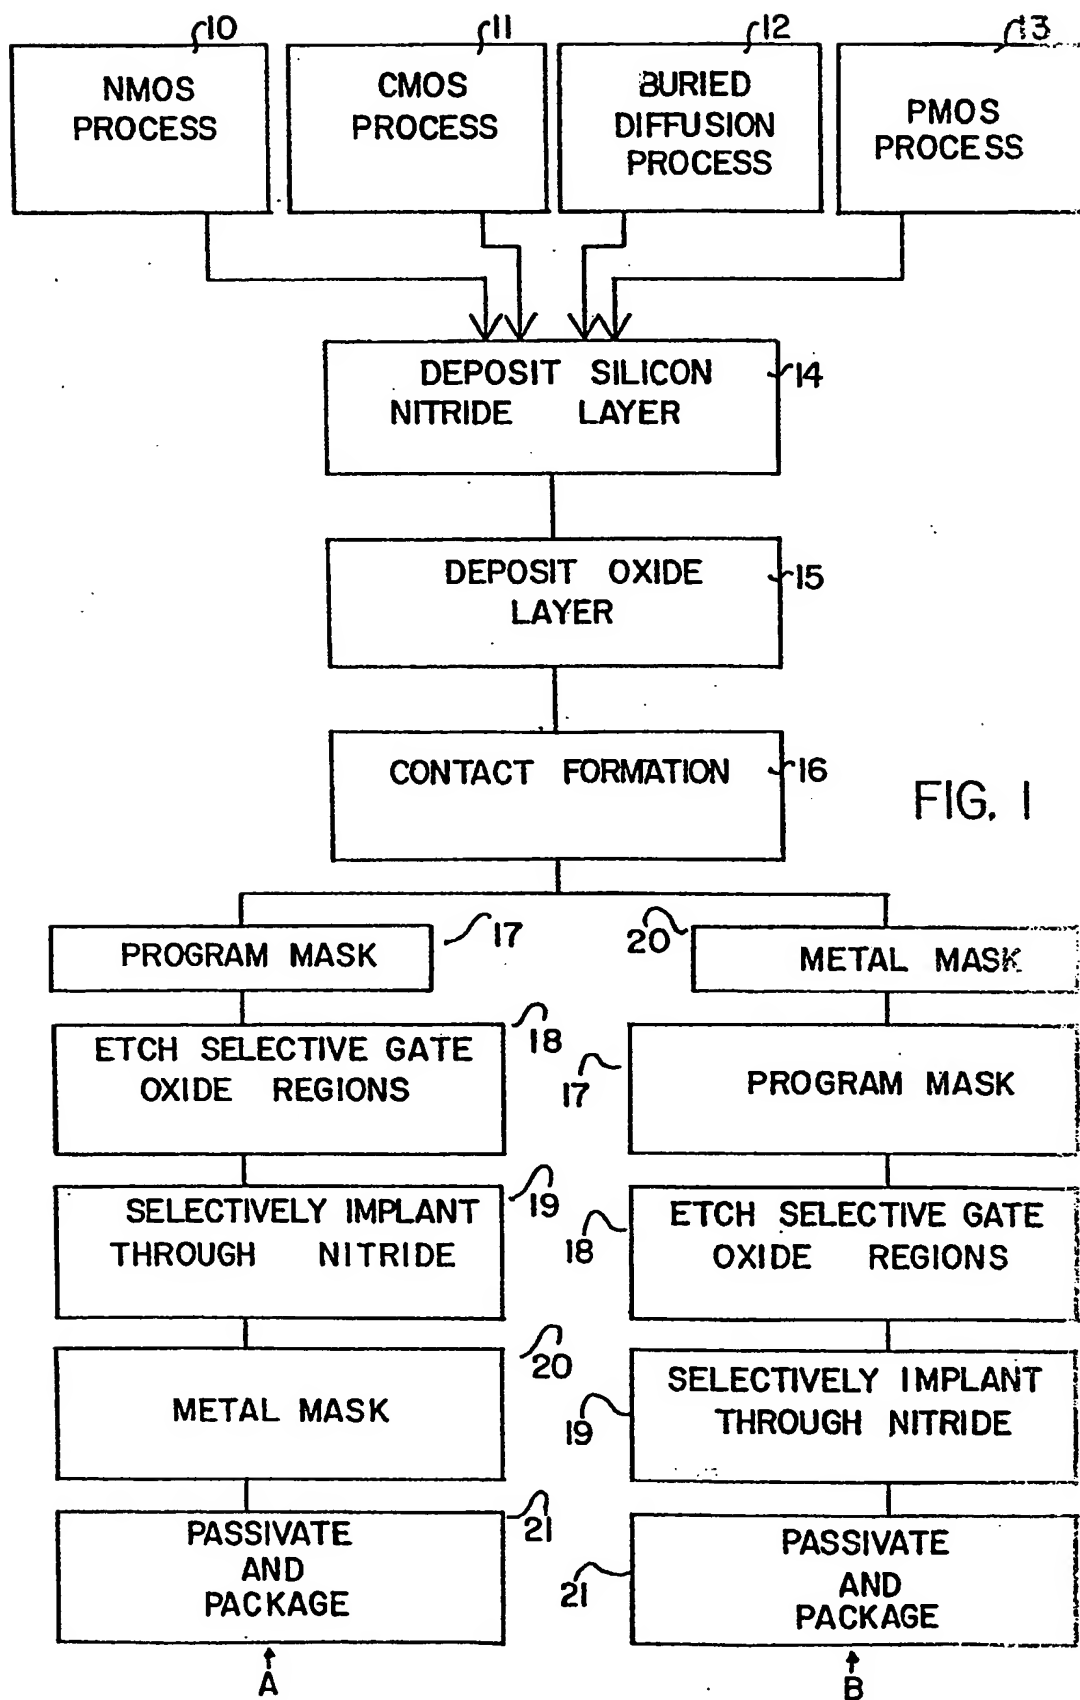 10
11
12
13
NMOS
PROCESS
CMOS
PROCESS
BURIED
DIFFUSION
PROCESS
PMOS
PROCESS
DEPOSIT SILICON
NITRIDE LAYER
14
DEPOSIT OXIDE
LAYER
15
CONTACT FORMATION
16
FIG. 1
PROGRAM MASK
17
ETCH SELECTIVE GATE
OXIDE REGIONS
18
SELECTIVELY IMPLANT
THROUGH NITRIDE
19
METAL MASK
20
PASSIVATE
AND
PACKAGE
21
A
20
METAL MASK
17
PROGRAM MASK
18
ETCH SELECTIVE GATE
OXIDE REGIONS
19
SELECTIVELY IMPLANT
THROUGH NITRIDE
21
PASSIVATE
AND
PACKAGE
B